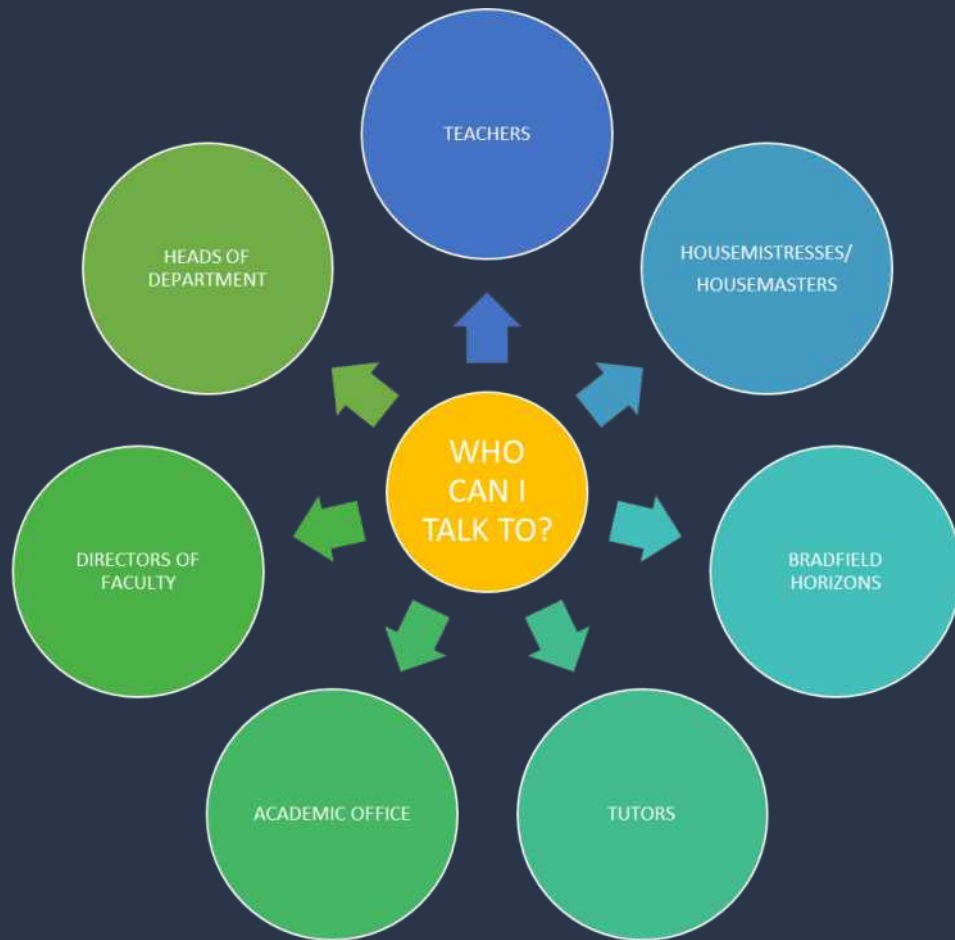 TEACHERS
HOUSEMISTRESSES/
HOUSEMASTERS
BRADFIELD
HORIZONS
TUTORS
ACADEMIC OFFICE
DIRECTORS OF
FACULTY
HEADS OF
DEPARTMENT
WHO
CAN I
TALK TO?